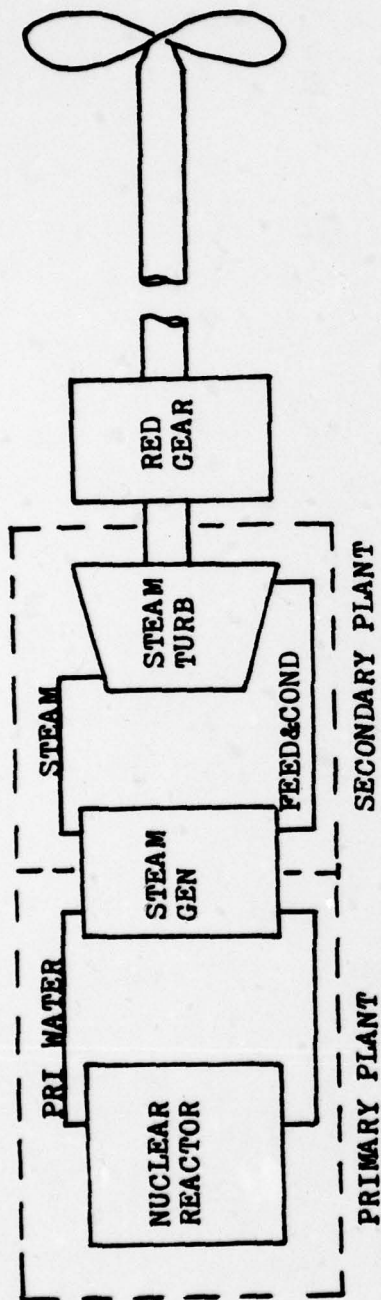 PRI WATER
STEAM
NUCLEAR
REACTOR
STEAM
GEN
STEAM
TURB
RED
GEAR
FEED&COND
PRIMARY PLANT
SECONDARY PLANT